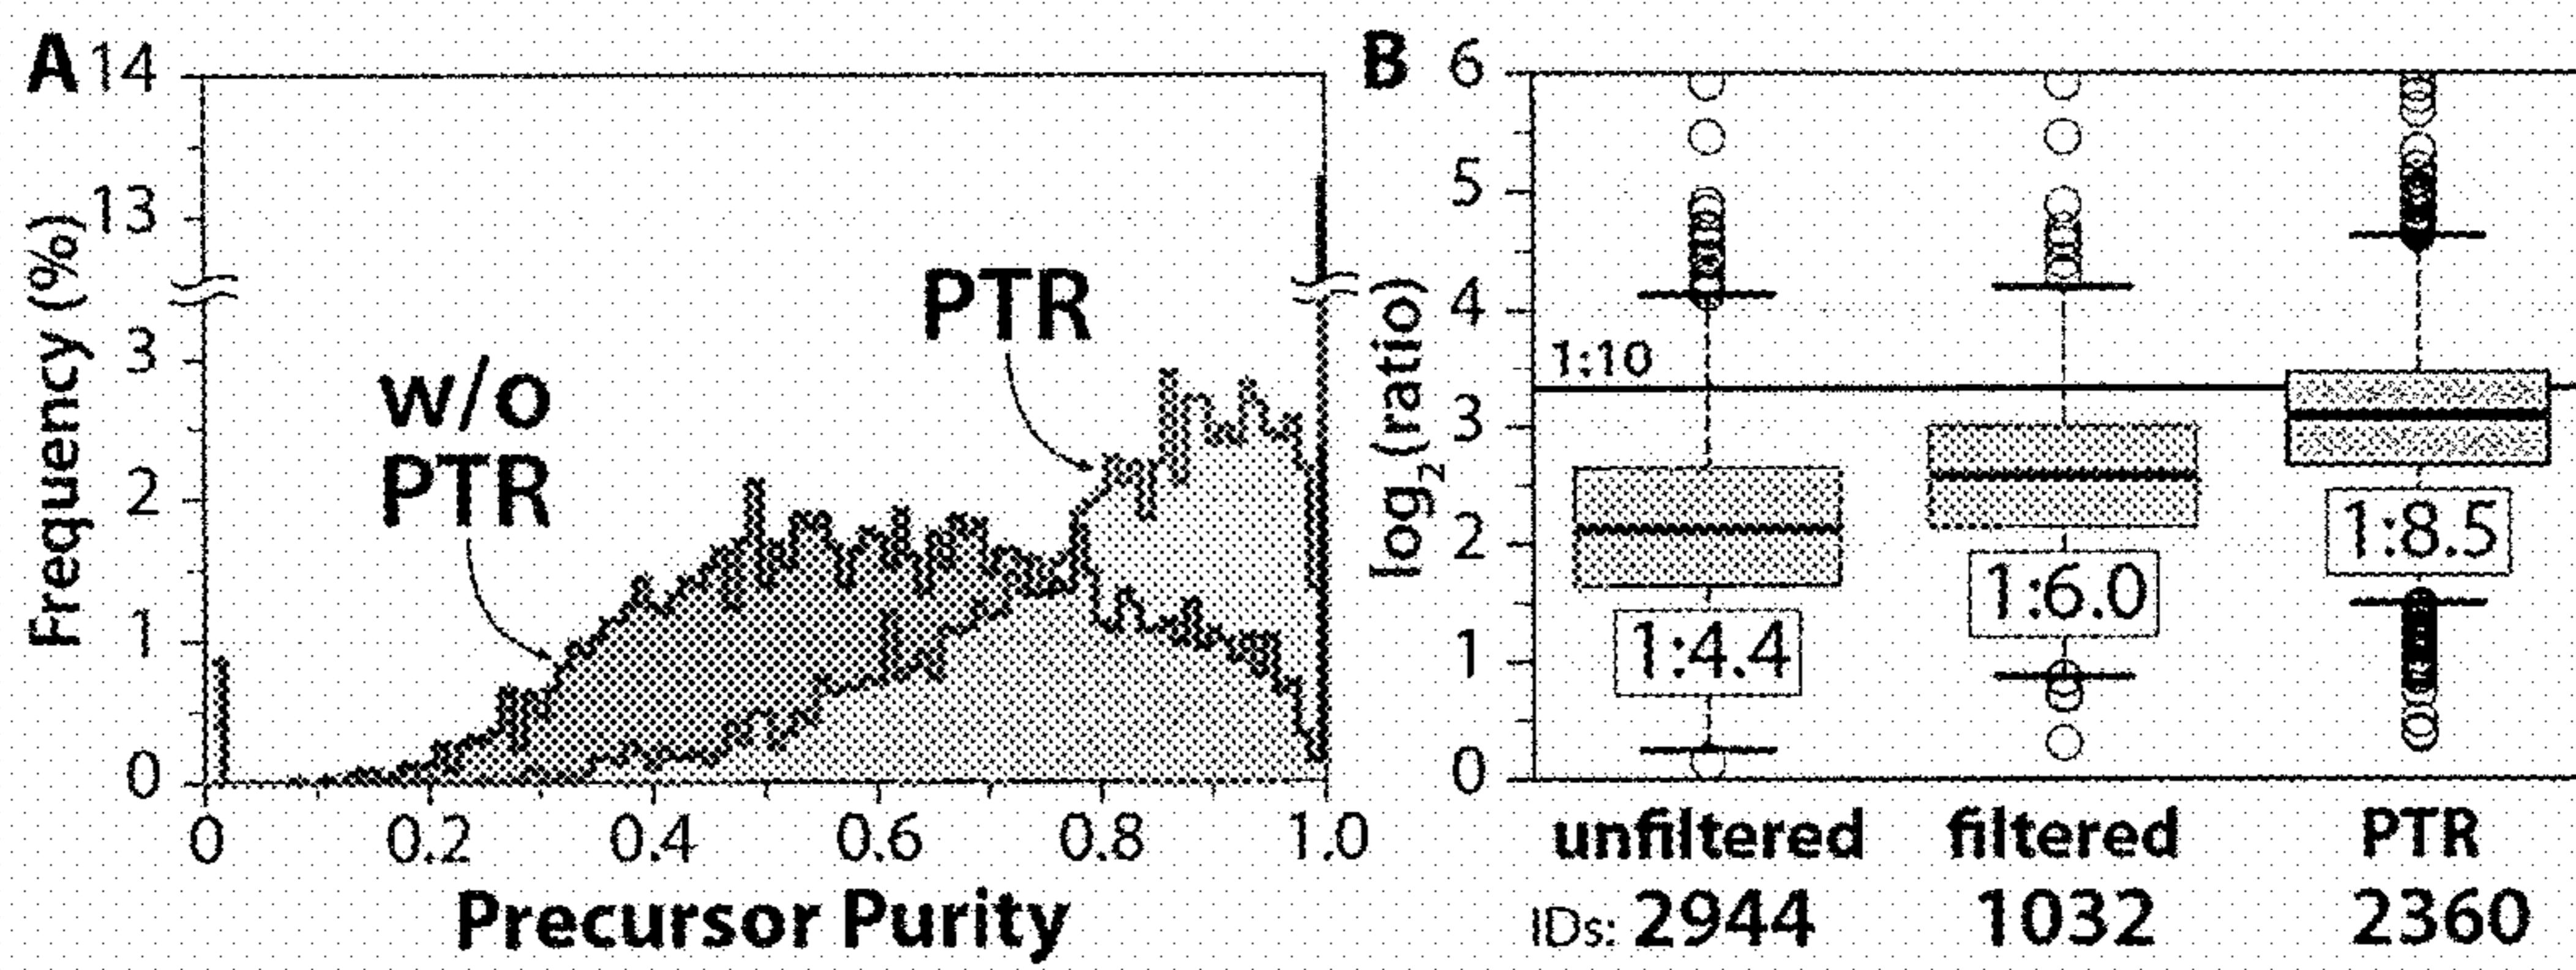 A
14
13
3
2
1
0
Frequency (%)
w/o
PTR
PTR
0 0.2 0.4 0.6 0.8 1.0
Precursor Purity
B
6
5
4
3
2
1
0
log2(ratio)
1:10
1:4.4
1:6.0
1:8.5
unfiltered filtered PTR
IDs: 2944 1032 2360